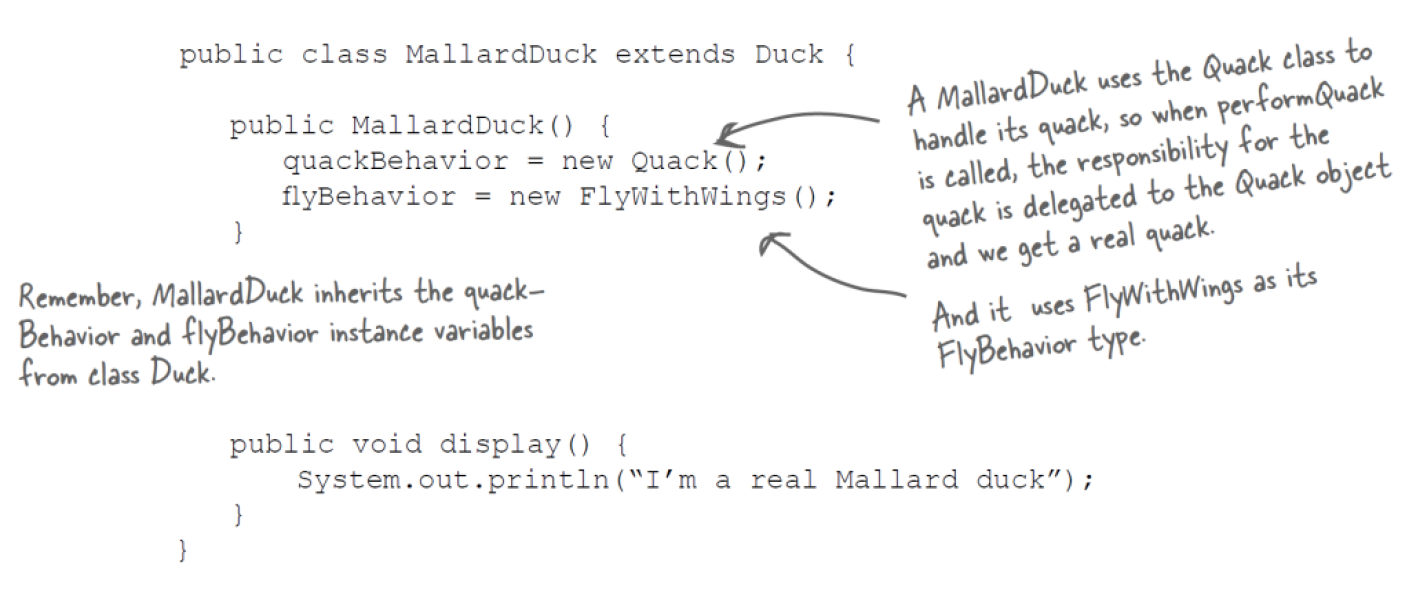 public class MallardDuck extends Duck {
public MallardDuck() {
quackBehavior = new Quack();
flyBehavior = new FlyWithWings();
}
A MallardDuck uses the Quack class to
handle its quack, so when performQuack
is called, the responsibility for the
quack is delegated to the Quack object
and we get a real quack.
And it uses FlyWithWings as its
FlyBehavior type.
Remember, MallardDuck inherits the quack–
Behavior and flyBehavior instance variables
from class Duck.
public void display() {
System.out.println(“I’m a real Mallard duck”);
}
}